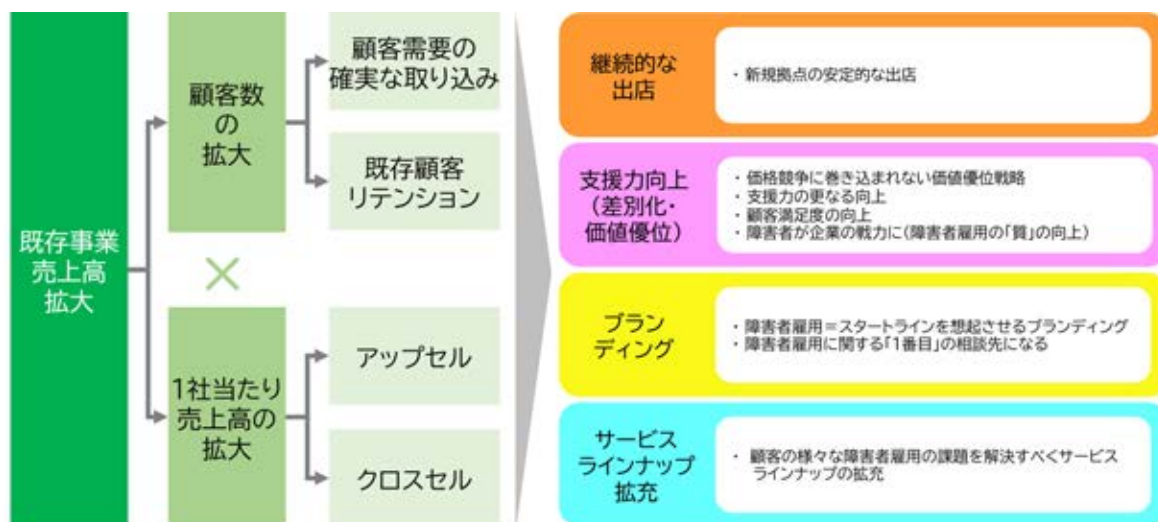 既存事業
売上高
拡大
顧客数
の
拡大
×
1社当たり
売上高の
拡大
顧客需要の
確実な取り込み
既存顧客
リテンション
アップセル
クロスセル
継続的な
出店
・新規拠点の安定的な出店
支援力向上
(差別化・
価値優位)
・価格競争に巻き込まれない価値優位戦略
・支援力の更なる向上
・顧客満足度の向上
・障害者が企業の戦力に(障害者雇用の「質」の向上)
ブラン
ディング
・障害者雇用=スタートラインを想起させるブランディング
・障害者雇用に関する「1番目」の相談先になる
サービス
ラインナップ
拡充
・顧客の様々な障害者雇用の課題を解決すべくサービス
ラインナップの拡充